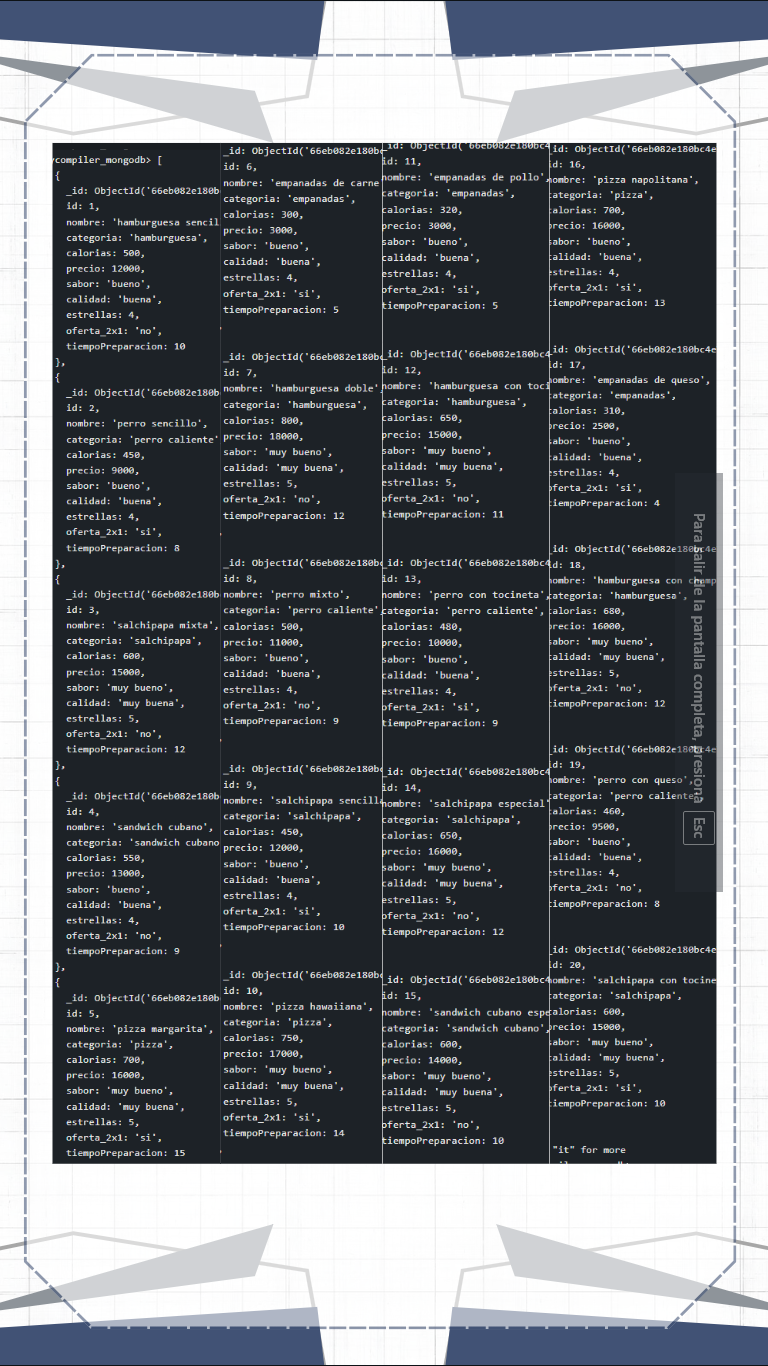 compiler_mongodb> [
{
_id: ObjectId('66eb082e180b
id: 1,
nombre: 'hamburguesa sencil
categoria: 'hamburguesa',
calorias: 500,
precio: 12000,
sabor: 'bueno',
calidad: 'buena',
estrellas: 4,
oferta_2x1: 'no',
tiempoPreparacion: 10
},
{
_id: ObjectId('66eb082e180b
id: 2,
nombre: 'perro sencillo',
categoria: 'perro caliente'
calorias: 450,
precio: 9000,
sabor: 'bueno',
calidad: 'buena',
estrellas: 4,
oferta_2x1: 'si',
tiempoPreparacion: 8
},
{
_id: ObjectId('66eb082e180b
id: 3,
nombre: 'salchipapa mixta',
categoria: 'salchipapa',
calorias: 600,
precio: 15000,
sabor: 'muy bueno',
calidad: 'muy buena',
estrellas: 5,
oferta_2x1: 'no',
tiempoPreparacion: 12
},
{
_id: ObjectId('66eb082e180b
id: 4,
nombre: 'sandwich cubano',
categoria: 'sandwich cubano
calorias: 550,
precio: 13000,
sabor: 'bueno',
calidad: 'buena',
estrellas: 4,
oferta_2x1: 'no',
tiempoPreparacion: 9
},
{
_id: ObjectId('66eb082e180b
id: 5,
nombre: 'pizza margarita',
categoria: 'pizza',
calorias: 700,
precio: 16000,
sabor: 'muy bueno',
calidad: 'muy buena',
estrellas: 5,
oferta_2x1: 'si',
tiempoPreparacion: 15
_id: ObjectId('66eb082e180bc
id: 6,
nombre: 'empanadas de carne
categoria: 'empanadas',
calorias: 300,
precio: 3000,
sabor: 'bueno',
calidad: 'buena',
estrellas: 4,
oferta_2x1: 'si',
tiempoPreparacion: 5
_id: ObjectId('66eb082e180bc
id: 7,
nombre: 'hamburguesa doble'
categoria: 'hamburguesa',
calorias: 800,
precio: 18000,
sabor: 'muy bueno',
calidad: 'muy buena',
estrellas: 5,
oferta_2x1: 'no',
tiempoPreparacion: 12
_id: ObjectId('66eb082e180bc
id: 8,
nombre: 'perro mixto',
categoria: 'perro caliente',
calorias: 500,
precio: 11000,
sabor: 'bueno',
calidad: 'buena',
estrellas: 4,
oferta_2x1: 'no',
tiempoPreparacion: 9
_id: ObjectId('66eb082e180bc
id: 9,
nombre: 'salchipapa sencilla
categoria: 'salchipapa',
calorias: 450,
precio: 12000,
sabor: 'bueno',
calidad: 'buena',
estrellas: 4,
oferta_2x1: 'si',
tiempoPreparacion: 10
_id: ObjectId('66eb082e180bc
id: 10,
nombre: 'pizza hawaiiana',
categoria: 'pizza',
calorias: 750,
precio: 17000,
sabor: 'muy bueno',
calidad: 'muy buena',
estrellas: 5,
oferta_2x1: 'si',
tiempoPreparacion: 14
_id: ObjectId('66eb082e180bc4
id: 11,
nombre: 'empanadas de pollo',
categoria: 'empanadas',
calorias: 320,
precio: 3000,
sabor: 'bueno',
calidad: 'buena',
estrellas: 4,
oferta_2x1: 'si',
tiempoPreparacion: 5
_id: ObjectId('66eb082e180bc4
id: 12,
nombre: 'hamburguesa con toci
categoria: 'hamburguesa',
calorias: 650,
precio: 15000,
sabor: 'muy bueno',
calidad: 'muy buena',
estrellas: 5,
oferta_2x1: 'no',
tiempoPreparacion: 11
_id: ObjectId('66eb082e180bc4
id: 13,
nombre: 'perro con tocineta',
categoria: 'perro caliente',
calorias: 480,
precio: 10000,
sabor: 'bueno',
calidad: 'buena',
estrellas: 4,
oferta_2x1: 'si',
tiempoPreparacion: 9
_id: ObjectId('66eb082e180bc4
id: 14,
nombre: 'salchipapa especial'
categoria: 'salchipapa',
calorias: 650,
precio: 16000,
sabor: 'muy bueno',
calidad: 'muy buena',
estrellas: 5,
oferta_2x1: 'no',
tiempoPreparacion: 12
_id: ObjectId('66eb082e180bc4
id: 15,
nombre: 'sandwich cubano espe
categoria: 'sandwich cubano',
calorias: 600,
precio: 14000,
sabor: 'muy bueno',
calidad: 'muy buena',
estrellas: 5,
oferta_2x1: 'no',
tiempoPreparacion: 10
_id: ObjectId('66eb082e180bc4e
id: 16,
nombre: 'pizza napolitana',
categoria: 'pizza',
calorias: 700,
precio: 16000,
sabor: 'bueno',
calidad: 'buena',
estrellas: 4,
oferta_2x1: 'si',
tiempoPreparacion: 13
_id: ObjectId('66eb082e180bc4e
id: 17,
nombre: 'empanadas de queso',
categoria: 'empanadas',
calorias: 310,
precio: 2500,
sabor: 'bueno',
calidad: 'buena',
estrellas: 4,
oferta_2x1: 'si',
tiempoPreparacion: 4
_id: ObjectId('66eb082e180bc4e
id: 18,
nombre: 'hamburguesa con champ
categoria: 'hamburguesa',
calorias: 680,
precio: 16000,
sabor: 'muy bueno',
calidad: 'muy buena',
estrellas: 5,
oferta_2x1: 'no',
tiempoPreparacion: 12
_id: ObjectId('66eb082e180bc4e
id: 19,
nombre: 'perro con queso',
categoria: 'perro caliente',
calorias: 460,
precio: 9500,
sabor: 'bueno',
calidad: 'buena',
estrellas: 4,
oferta_2x1: 'no',
tiempoPreparacion: 8
_id: ObjectId('66eb082e180bc4e
id: 20,
nombre: 'salchipapa con tocine
categoria: 'salchipapa',
calorias: 600,
precio: 15000,
sabor: 'muy bueno',
calidad: 'muy buena',
estrellas: 5,
oferta_2x1: 'si',
tiempoPreparacion: 10
"it" for more
Para salir de la pantalla completa, presiona Esc